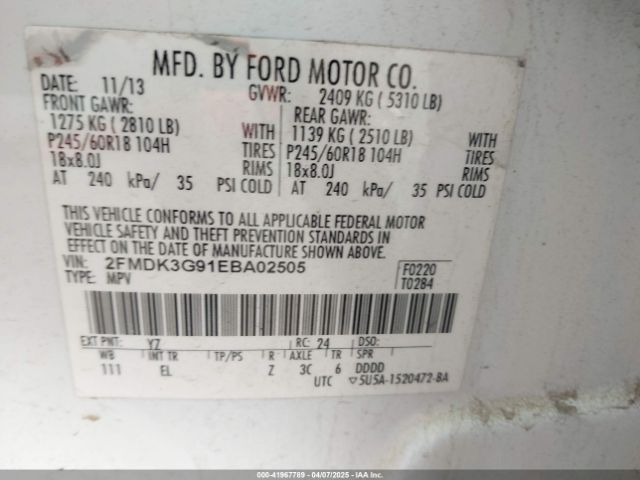 MFD. BY FORD MOTOR CO.
DATE: 11/13 GVWR: 2409 KG ( 5310 LB)
FRONT GAWR: REAR GAWR:
1275 KG ( 2810 LB) WITH 1139 KG ( 2510 LB) WITH
P245/60R18 104H TIRES P245/60R18 104H TIRES
18x8.0J RIMS 18x8.0J RIMS
AT 240 kPa/ 35 PSI COLD AT 240 kPa/ 35 PSI COLD
THIS VEHICLE CONFORMS TO ALL APPLICABLE FEDERAL MOTOR
VEHICLE SAFETY AND THEFT PREVENTION STANDARDS IN
EFFECT ON THE DATE OF MANUFACTURE SHOWN ABOVE.
VIN: 2FMDK3G91EBA02505 F0220
TYPE: MPV T0284
EXT PNT: YZ RC: 24 DSO:
WB INT TR TP/PS R AXLE TR SPR
111 EL Z 3C 6 DDDD
UTC ▽5U5A-1520472-BA
000-41967789 - 04/07/2025 - IAAI.COM